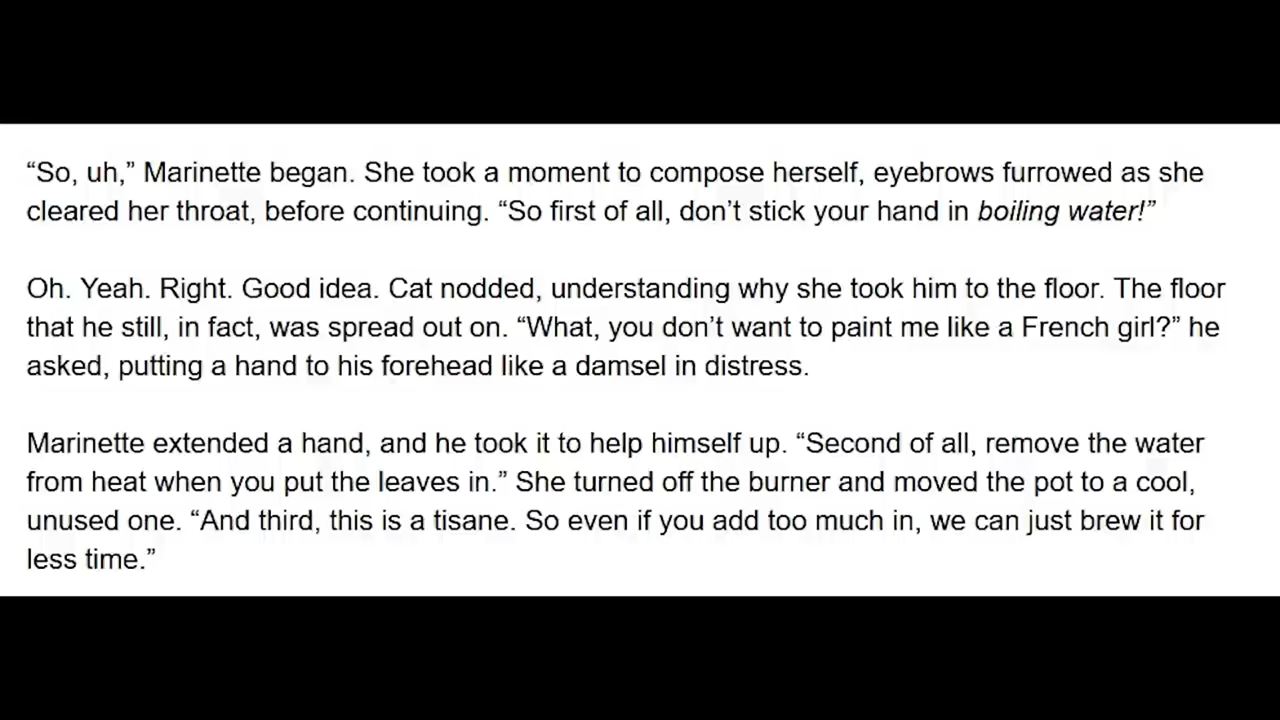 “So, uh,” Marinette began. She took a moment to compose herself, eyebrows furrowed as she
cleared her throat, before continuing. “So first of all, don’t stick your hand in boiling water!”
Oh. Yeah. Right. Good idea. Cat nodded, understanding why she took him to the floor. The floor
that he still, in fact, was spread out on. “What, you don’t want to paint me like a French girl?” he
asked, putting a hand to his forehead like a damsel in distress.
Marinette extended a hand, and he took it to help himself up. “Second of all, remove the water
from heat when you put the leaves in.” She turned off the burner and moved the pot to a cool,
unused one. “And third, this is a tisane. So even if you add too much in, we can just brew it for
less time.”